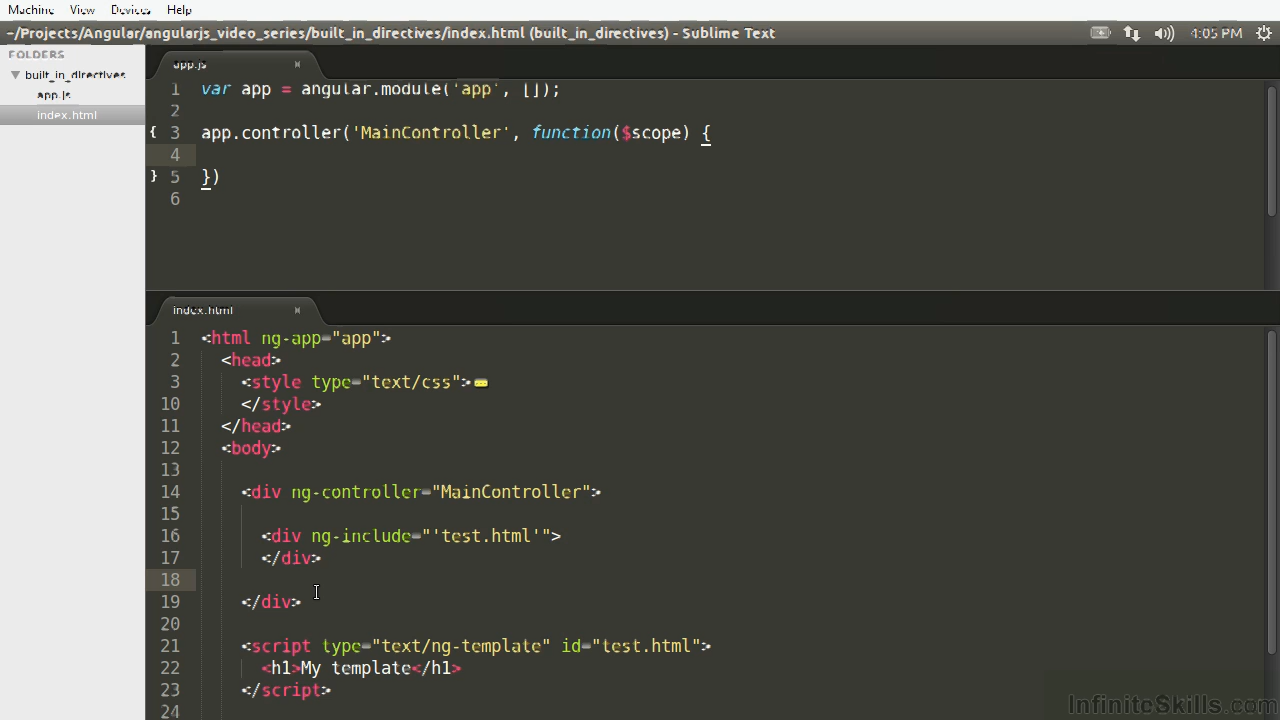 Machine View Devices Help
~/Projects/Angular/angularjs_video_series/built_in_directives/index.html (built_in_directives) - Sublime Text 4:05 PM
FOLDERS
built_in_directives
app.js
index.html
app.js ×
1 var app = angular.module('app', []);
2
{ 3 app.controller('MainController', function($scope) {
4
} 5 })
6
index.html ×
1 <html ng-app="app">
2 <head>
3 <style type="text/css">
10 </style>
11 </head>
12 <body>
13
14 <div ng-controller="MainController">
15
16 <div ng-include="'test.html'">
17 </div>
18
19 </div>
20
21 <script type="text/ng-template" id="test.html">
22 <h1>My template</h1>
23 </script>
24
InfiniteSkills.com